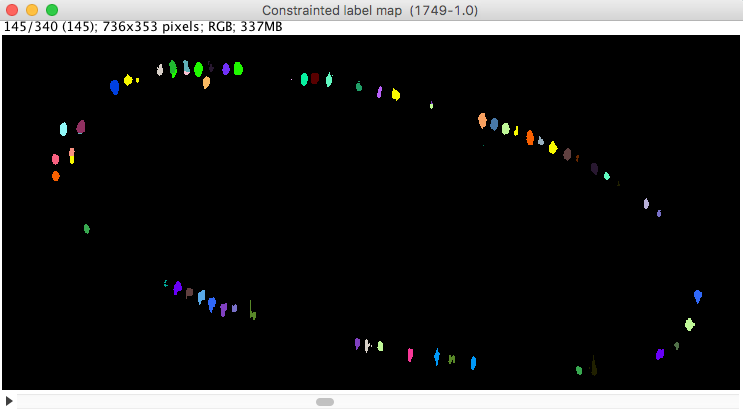 Constrainted label map (1749-1.0)
145/340 (145); 736x353 pixels; RGB; 337MB